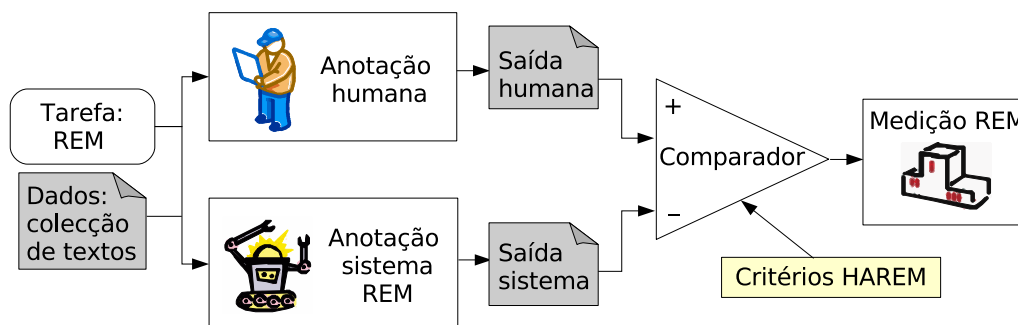 Tarefa:
REM
Dados:
colecção
de textos
Anotação
humana
Anotação
sistema
REM
Saída
humana
Saída
sistema
+
Comparador
–
Critérios HAREM
Medição REM